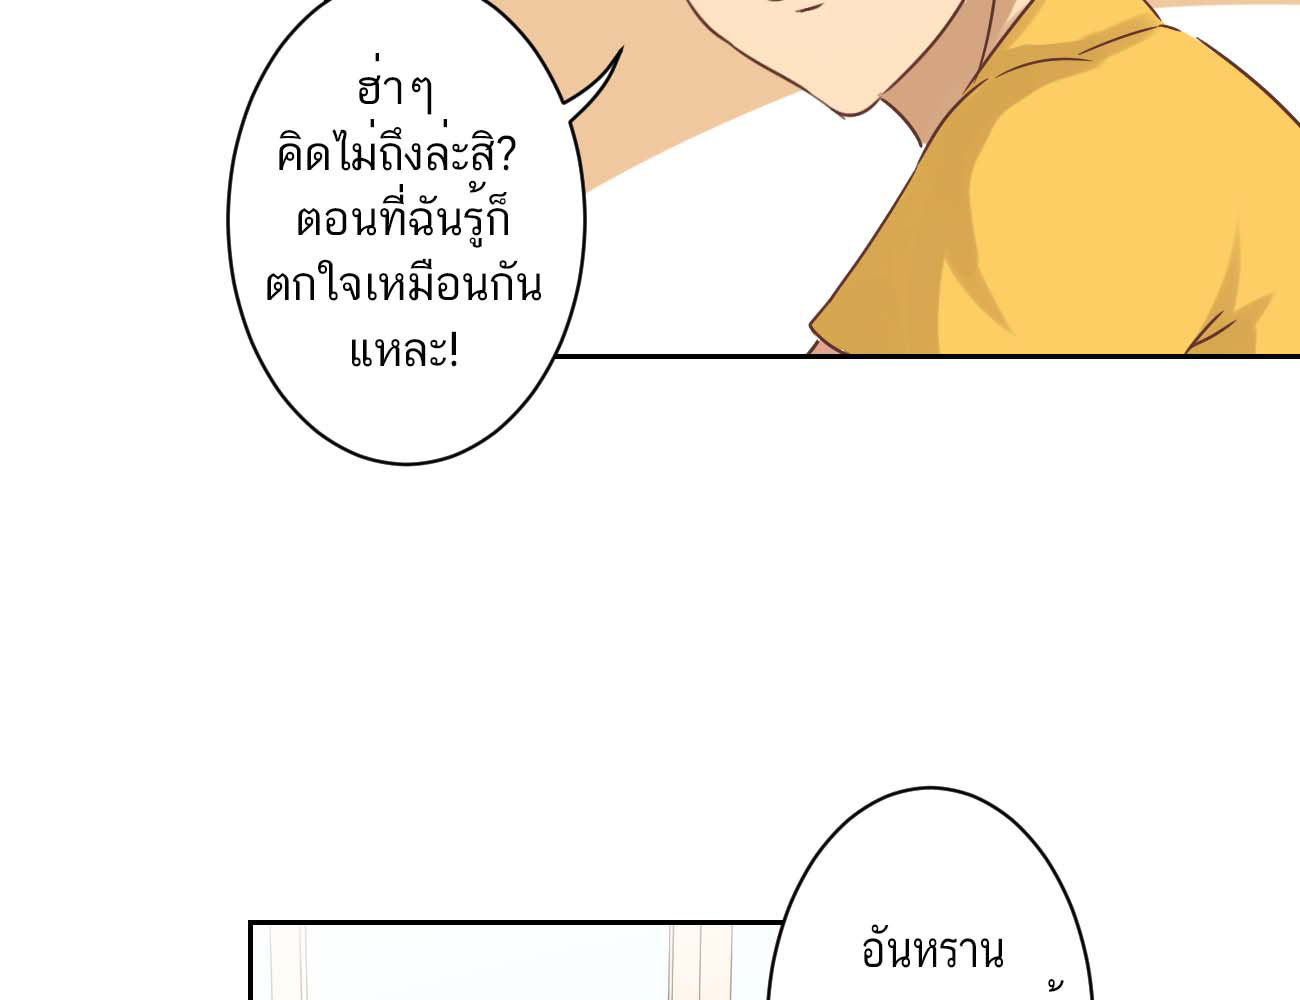 ฮ่าๆ
คิดไม่ถึงล่ะสิ?
ตอนที่ฉันรู้ก็
ตกใจเหมือนกัน
แหละ!
อันหราน